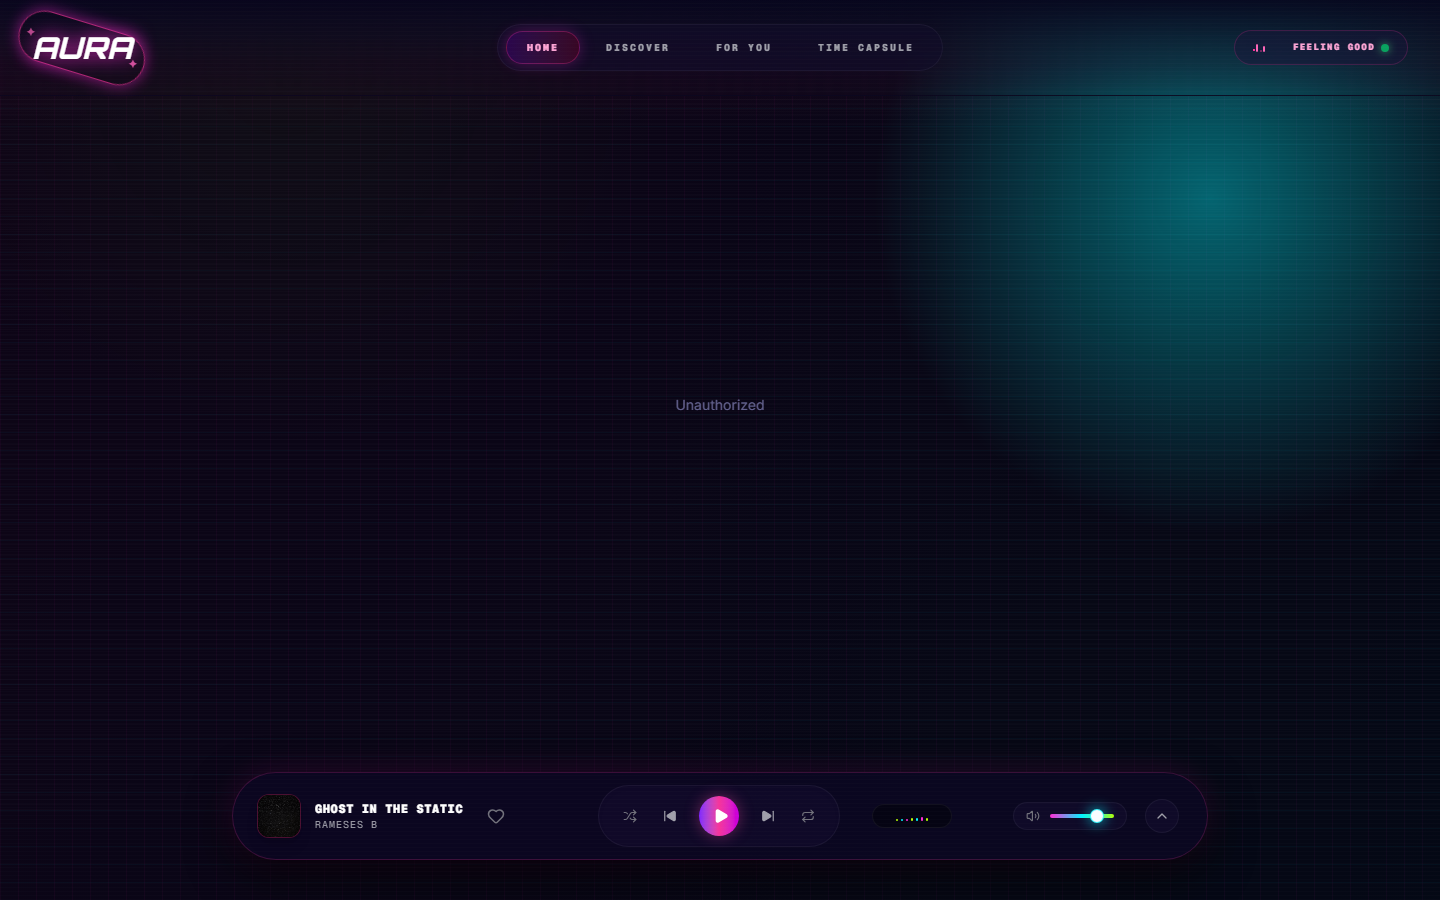 AURA
HOME
DISCOVER
FOR YOU
TIME CAPSULE
FEELING GOOD
Unauthorized
GHOST IN THE STATIC
RAMESES B